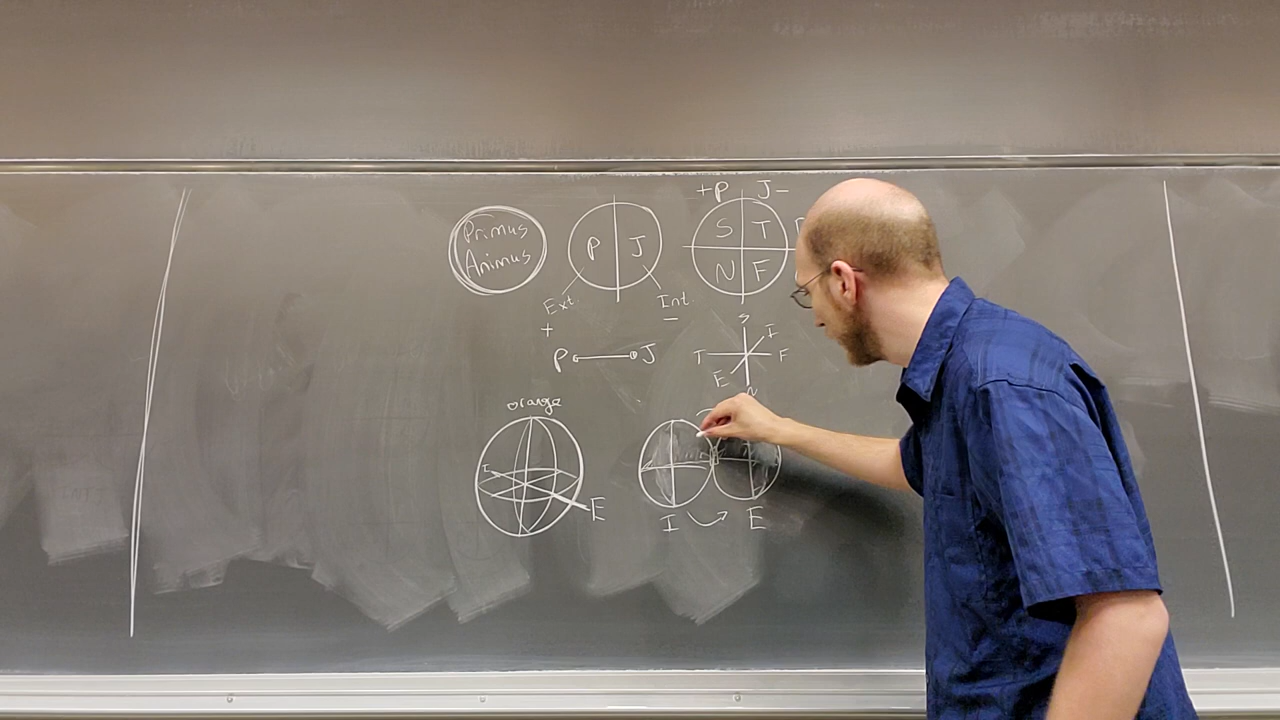 Primus
Animus
P J
Ext. Int.
+ −
+P J−
S T
N F
P J
S
I
T F
E
N
orange
I
E
I E